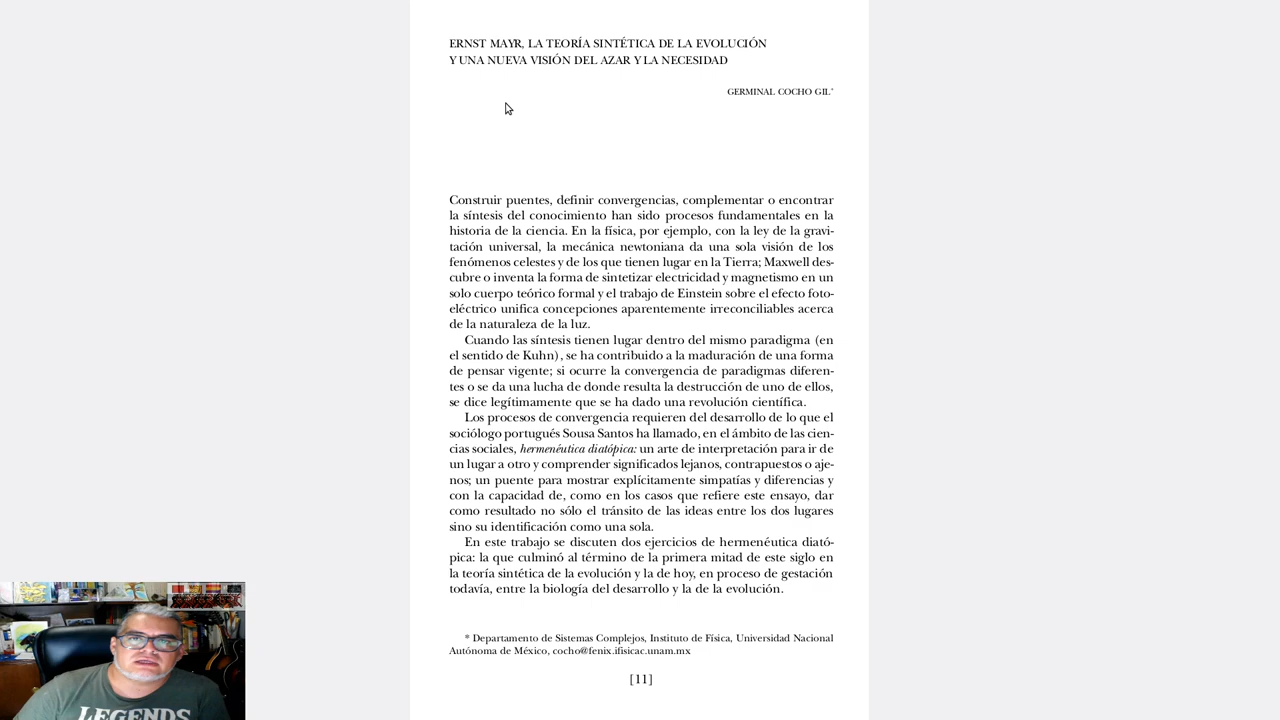 ERNST MAYR, LA TEORÍA SINTÉTICA DE LA EVOLUCIÓN
Y UNA NUEVA VISIÓN DEL AZAR Y LA NECESIDAD
GERMINAL COCHO GIL*
Construir puentes, definir convergencias, complementar o encontrar
la síntesis del conocimiento han sido procesos fundamentales en la
historia de la ciencia. En la física, por ejemplo, con la ley de la gravi-
tación universal, la mecánica newtoniana da una sola visión de los
fenómenos celestes y de los que tienen lugar en la Tierra; Maxwell des-
cubre o inventa la forma de sintetizar electricidad y magnetismo en un
solo cuerpo teórico formal y el trabajo de Einstein sobre el efecto foto-
eléctrico unifica concepciones aparentemente irreconciliables acerca
de la naturaleza de la luz.
Cuando las síntesis tienen lugar dentro del mismo paradigma (en
el sentido de Kuhn), se ha contribuido a la maduración de una forma
de pensar vigente; si ocurre la convergencia de paradigmas diferen-
tes o se da una lucha de donde resulta la destrucción de uno de ellos,
se dice legítimamente que se ha dado una revolución científica.
Los procesos de convergencia requieren del desarrollo de lo que el
sociólogo portugués Sousa Santos ha llamado, en el ámbito de las cien-
cias sociales, hermenéutica diatópica: un arte de interpretación para ir de
un lugar a otro y comprender significados lejanos, contrapuestos o aje-
nos; un puente para mostrar explícitamente simpatías y diferencias y
con la capacidad de, como en los casos que refiere este ensayo, dar
como resultado no sólo el tránsito de las ideas entre los dos lugares
sino su identificación como una sola.
En este trabajo se discuten dos ejercicios de hermenéutica diató-
pica: la que culminó al término de la primera mitad de este siglo en
la teoría sintética de la evolución y la de hoy, en proceso de gestación
todavía, entre la biología del desarrollo y la de la evolución.
* Departamento de Sistemas Complejos, Instituto de Física, Universidad Nacional
Autónoma de México, cocho@fenix.ifisicac.unam.mx
[11]
LEGENDS